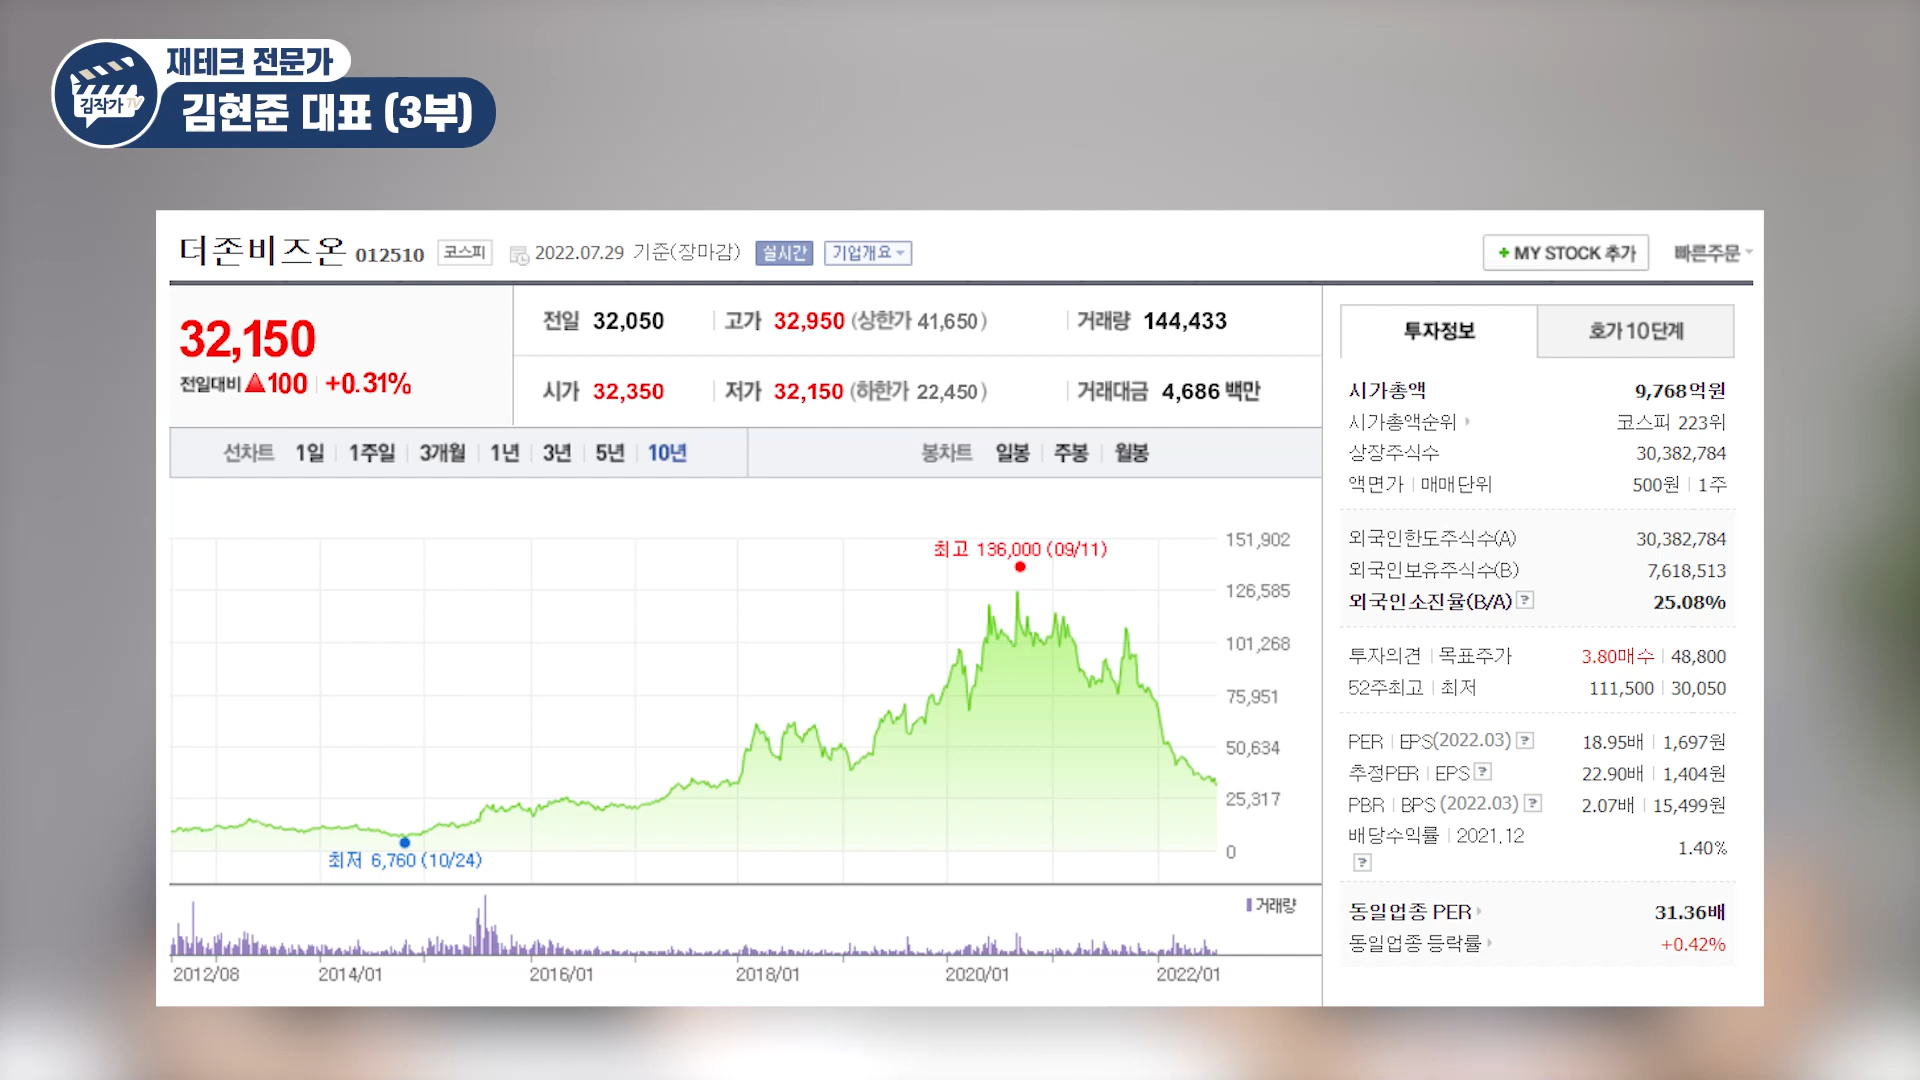 재테크 전문가
김작가 TV
김현준 대표 (3부)
더존비즈온 012510 코스피 2022.07.29 기준(장마감) 실시간 기업개요
+ MY STOCK 추가 빠른주문
32,150
전일대비 ▲100 +0.31%
전일 32,050 고가 32,950 (상한가 41,650) 거래량 144,433
시가 32,350 저가 32,150 (하한가 22,450) 거래대금 4,686 백만
선차트 1일 1주일 3개월 1년 3년 5년 10년 봉차트 일봉 주봉 월봉
최고 136,000 (09/11)
최저 6,760 (10/24)
151,902
126,585
101,268
75,951
50,634
25,317
0
거래량
2012/08 2014/01 2016/01 2018/01 2020/01 2022/01
투자정보 호가 10단계
시가총액 9,768억원
시가총액순위 코스피 223위
상장주식수 30,382,784
액면가 매매단위 500원 1주
외국인한도주식수(A) 30,382,784
외국인보유주식수(B) 7,618,513
외국인소진율(B/A) ? 25.08%
투자의견 목표주가 3.80매수 48,800
52주최고 최저 111,500 30,050
PER EPS(2022.03) ? 18.95배 1,697원
추정PER EPS ? 22.90배 1,404원
PBR BPS (2022.03) ? 2.07배 15,499원
배당수익률 2021.12 ? 1.40%
동일업종 PER 31.36배
동일업종 등락률 +0.42%